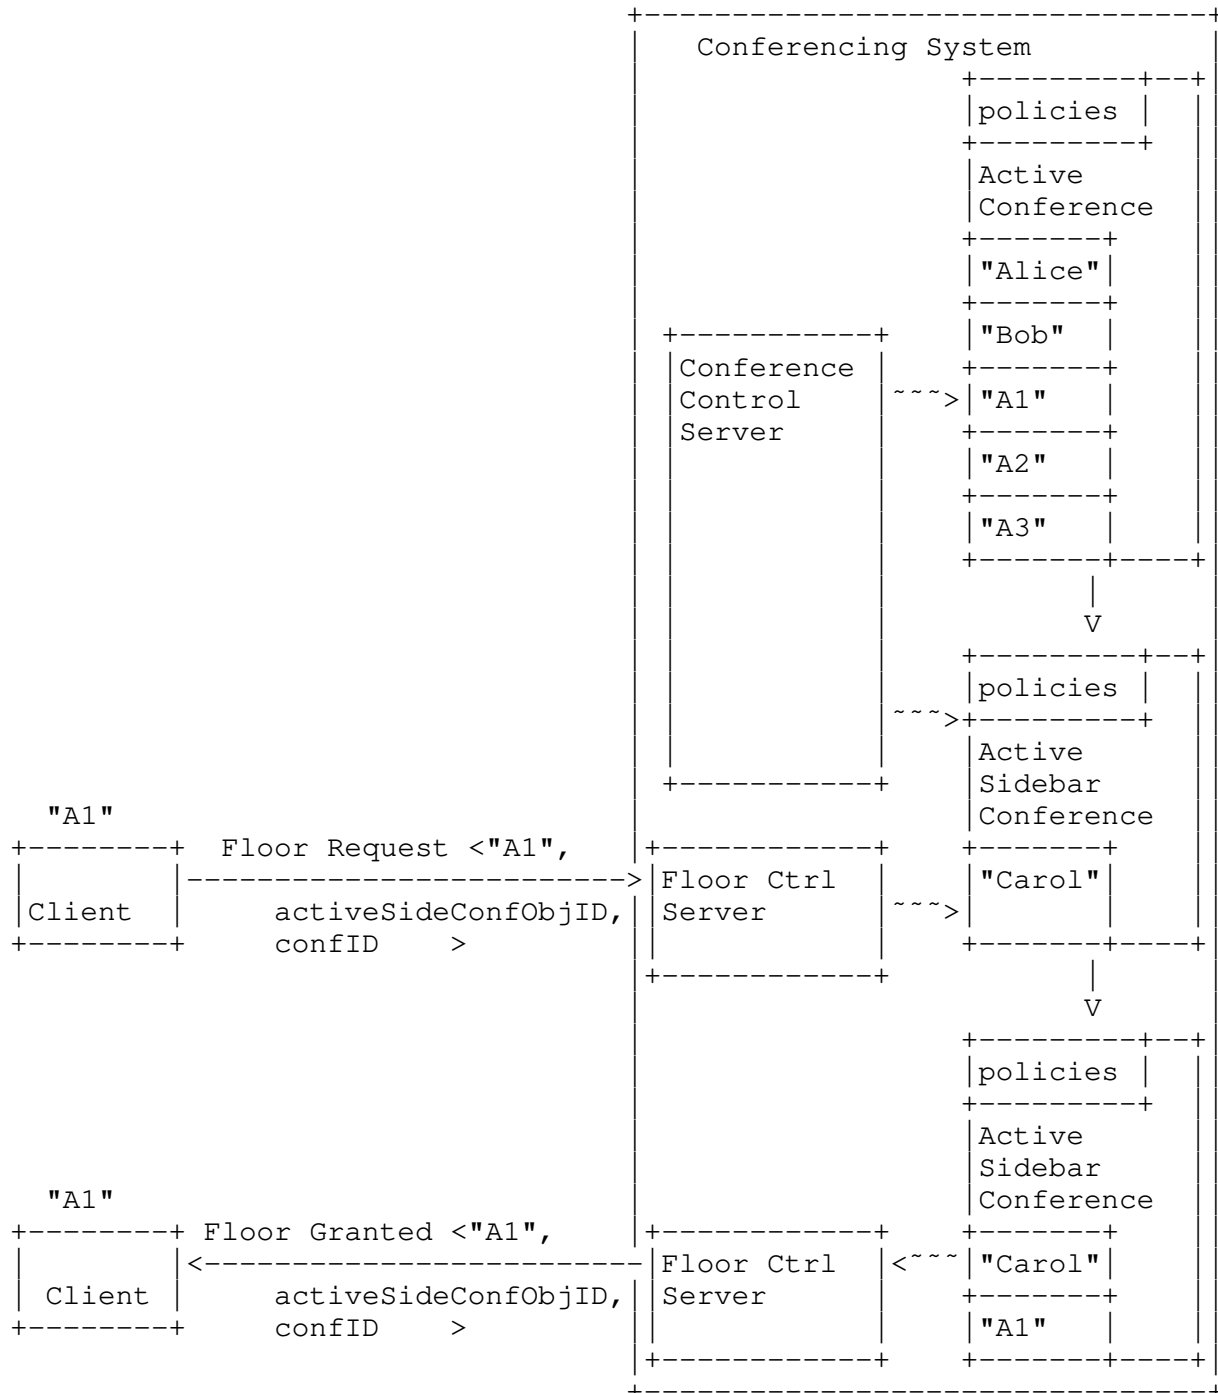 Conferencing System
policies
Active
Conference
"Alice"
"Bob"
Conference
Control ~~~> "A1"
Server
"A2"
"A3"
V
policies
~~~>
Active
Sidebar
"A1" Conference
Floor Request <"A1",
> Floor Ctrl "Carol"
Client activeSideConfObjID, Server ~~~>
confID >
V
policies
Active
Sidebar
"A1" Conference
Floor Granted <"A1",
< Floor Ctrl <~~~ "Carol"
Client activeSideConfObjID, Server
confID > "A1"